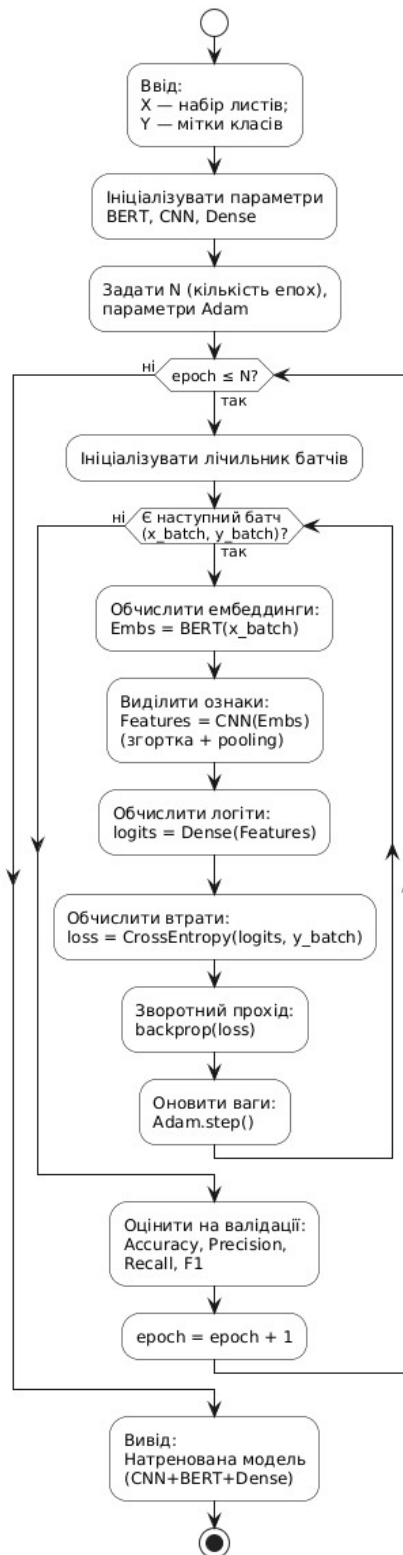 Ввід:
X — набір листів;
Y — мітки класів
Ініціалізувати параметри
BERT, CNN, Dense
Задати N (кількість епох),
параметри Adam
ні
epoch ≤ N?
так
Ініціалізувати лічильник батчів
ні
Є наступний батч
(x_batch, y_batch)?
так
Обчислити ембеддинги:
Embs = BERT(x_batch)
Виділити ознаки:
Features = CNN(Embs)
(згортка + pooling)
Обчислити логіти:
logits = Dense(Features)
Обчислити втрати:
loss = CrossEntropy(logits, y_batch)
Зворотний прохід:
backprop(loss)
Оновити ваги:
Adam.step()
Оцінити на валідації:
Accuracy, Precision,
Recall, F1
epoch = epoch + 1
Вивід:
Натренована модель
(CNN+BERT+Dense)